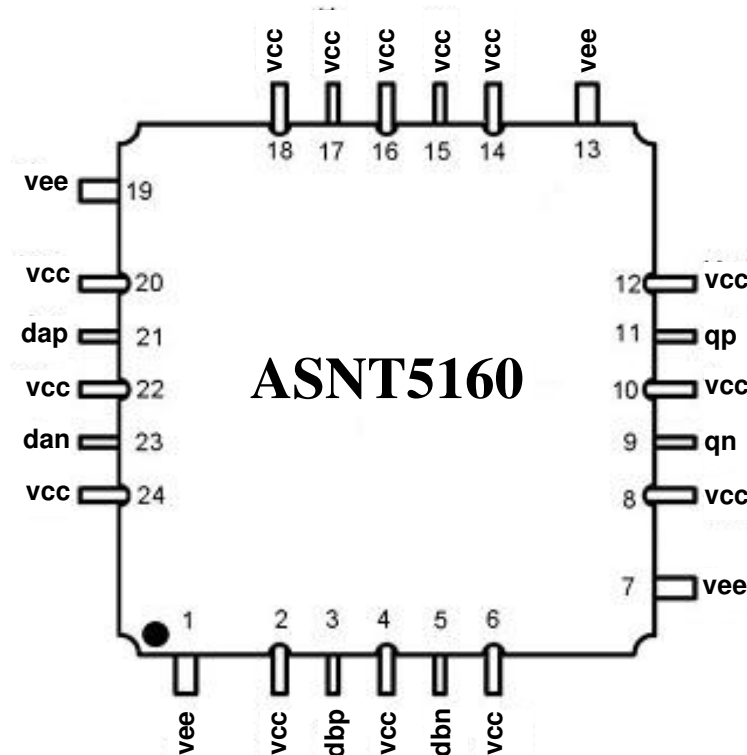 vcc vcc vcc vcc vcc vee
18 17 16 15 14 13
vee 19
vcc 20 12 vcc
dap 21 11 qp
vcc 22 ASNT5160 10 vcc
dan 23 9 qn
vcc 24 8 vcc
7 vee
1 2 3 4 5 6
vee vcc dbp vcc dbn vcc